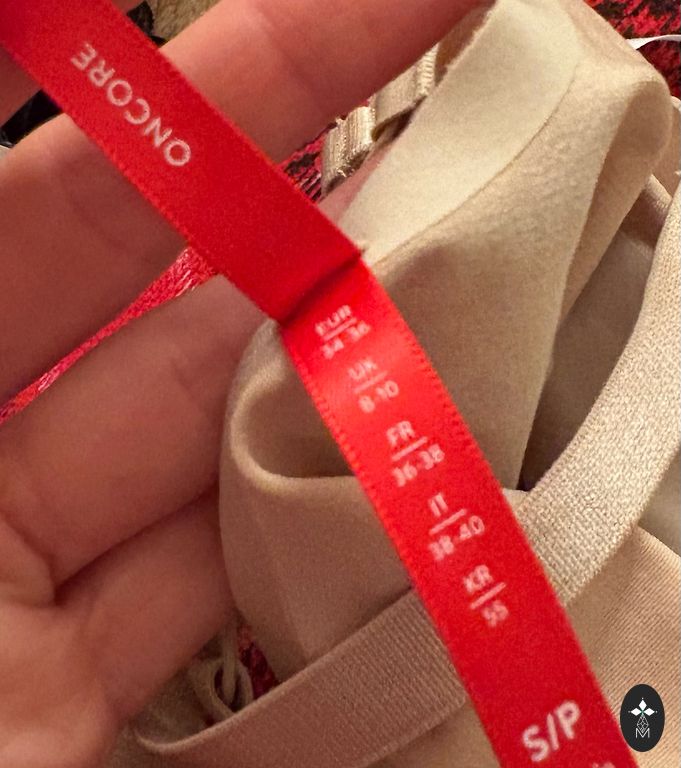 ONCORE
EUR
34-36
UK
8-10
FR
36-38
IT
38-40
KR
55
S/P
M